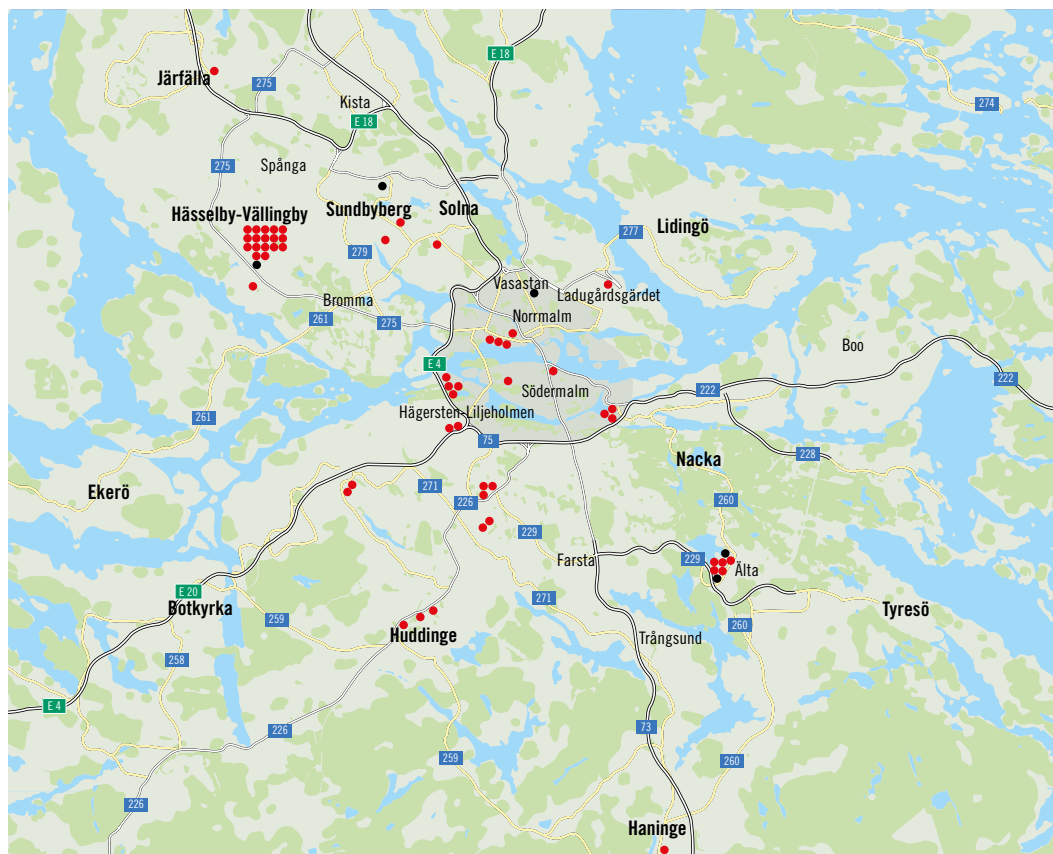 E 18
Järfälla
275
Kista
274
E 18
275
Spånga
Hässelby-Vällingby
Sundbyberg
Solna
Lidingö
277
279
Vasastan
Ladugårdsgärdet
Bromma
261
275
Norrmalm
Boo
E 4
222
222
Södermalm
Hägersten-Liljeholmen
261
75
228
Nacka
Ekerö
271
226
260
229
Farsta
229
Älta
E 20
Botkyrka
271
Tyresö
259
Huddinge
260
Trångsund
258
E 4
226
73
259
260
226
Haninge